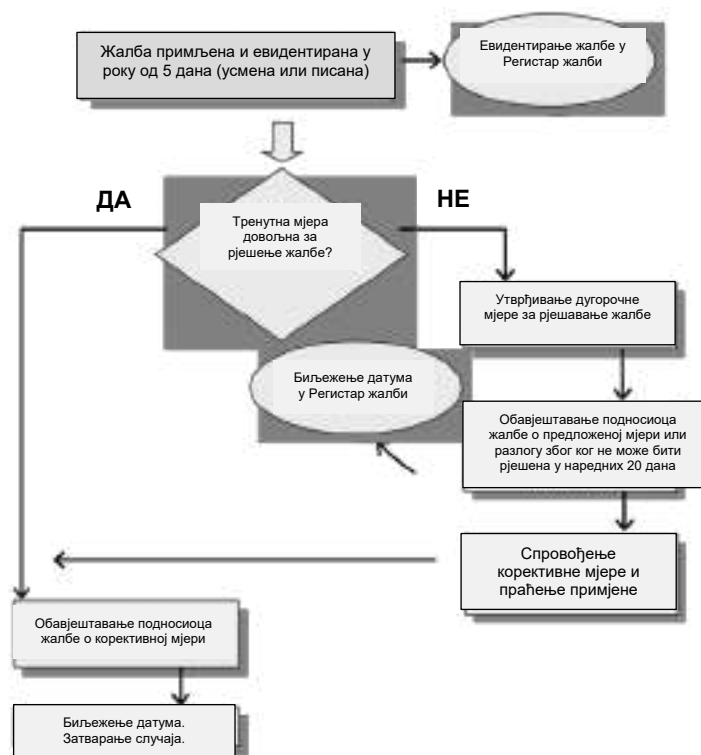 Жалба примљена и евидентирана у
року од 5 дана (усмена или писана)
Евидентирање жалбе у
Регистар жалби
ДА
НЕ
Тренутна мјера
довољна за
рјешење жалбе?
Утврђивање дугорочне
мјере за рјешавање жалбе
Биљежење датума
у Регистар жалби
Обавјештавање подносиоца
жалбе о предложеној мјери или
разлогу због ког не може бити
рјешена у наредних 20 дана
Спровођење
корективне мјере и
праћење примјене
Обавјештавање подносиоца
жалбе о корективној мјери
Биљежење датума.
Затварање случаја.